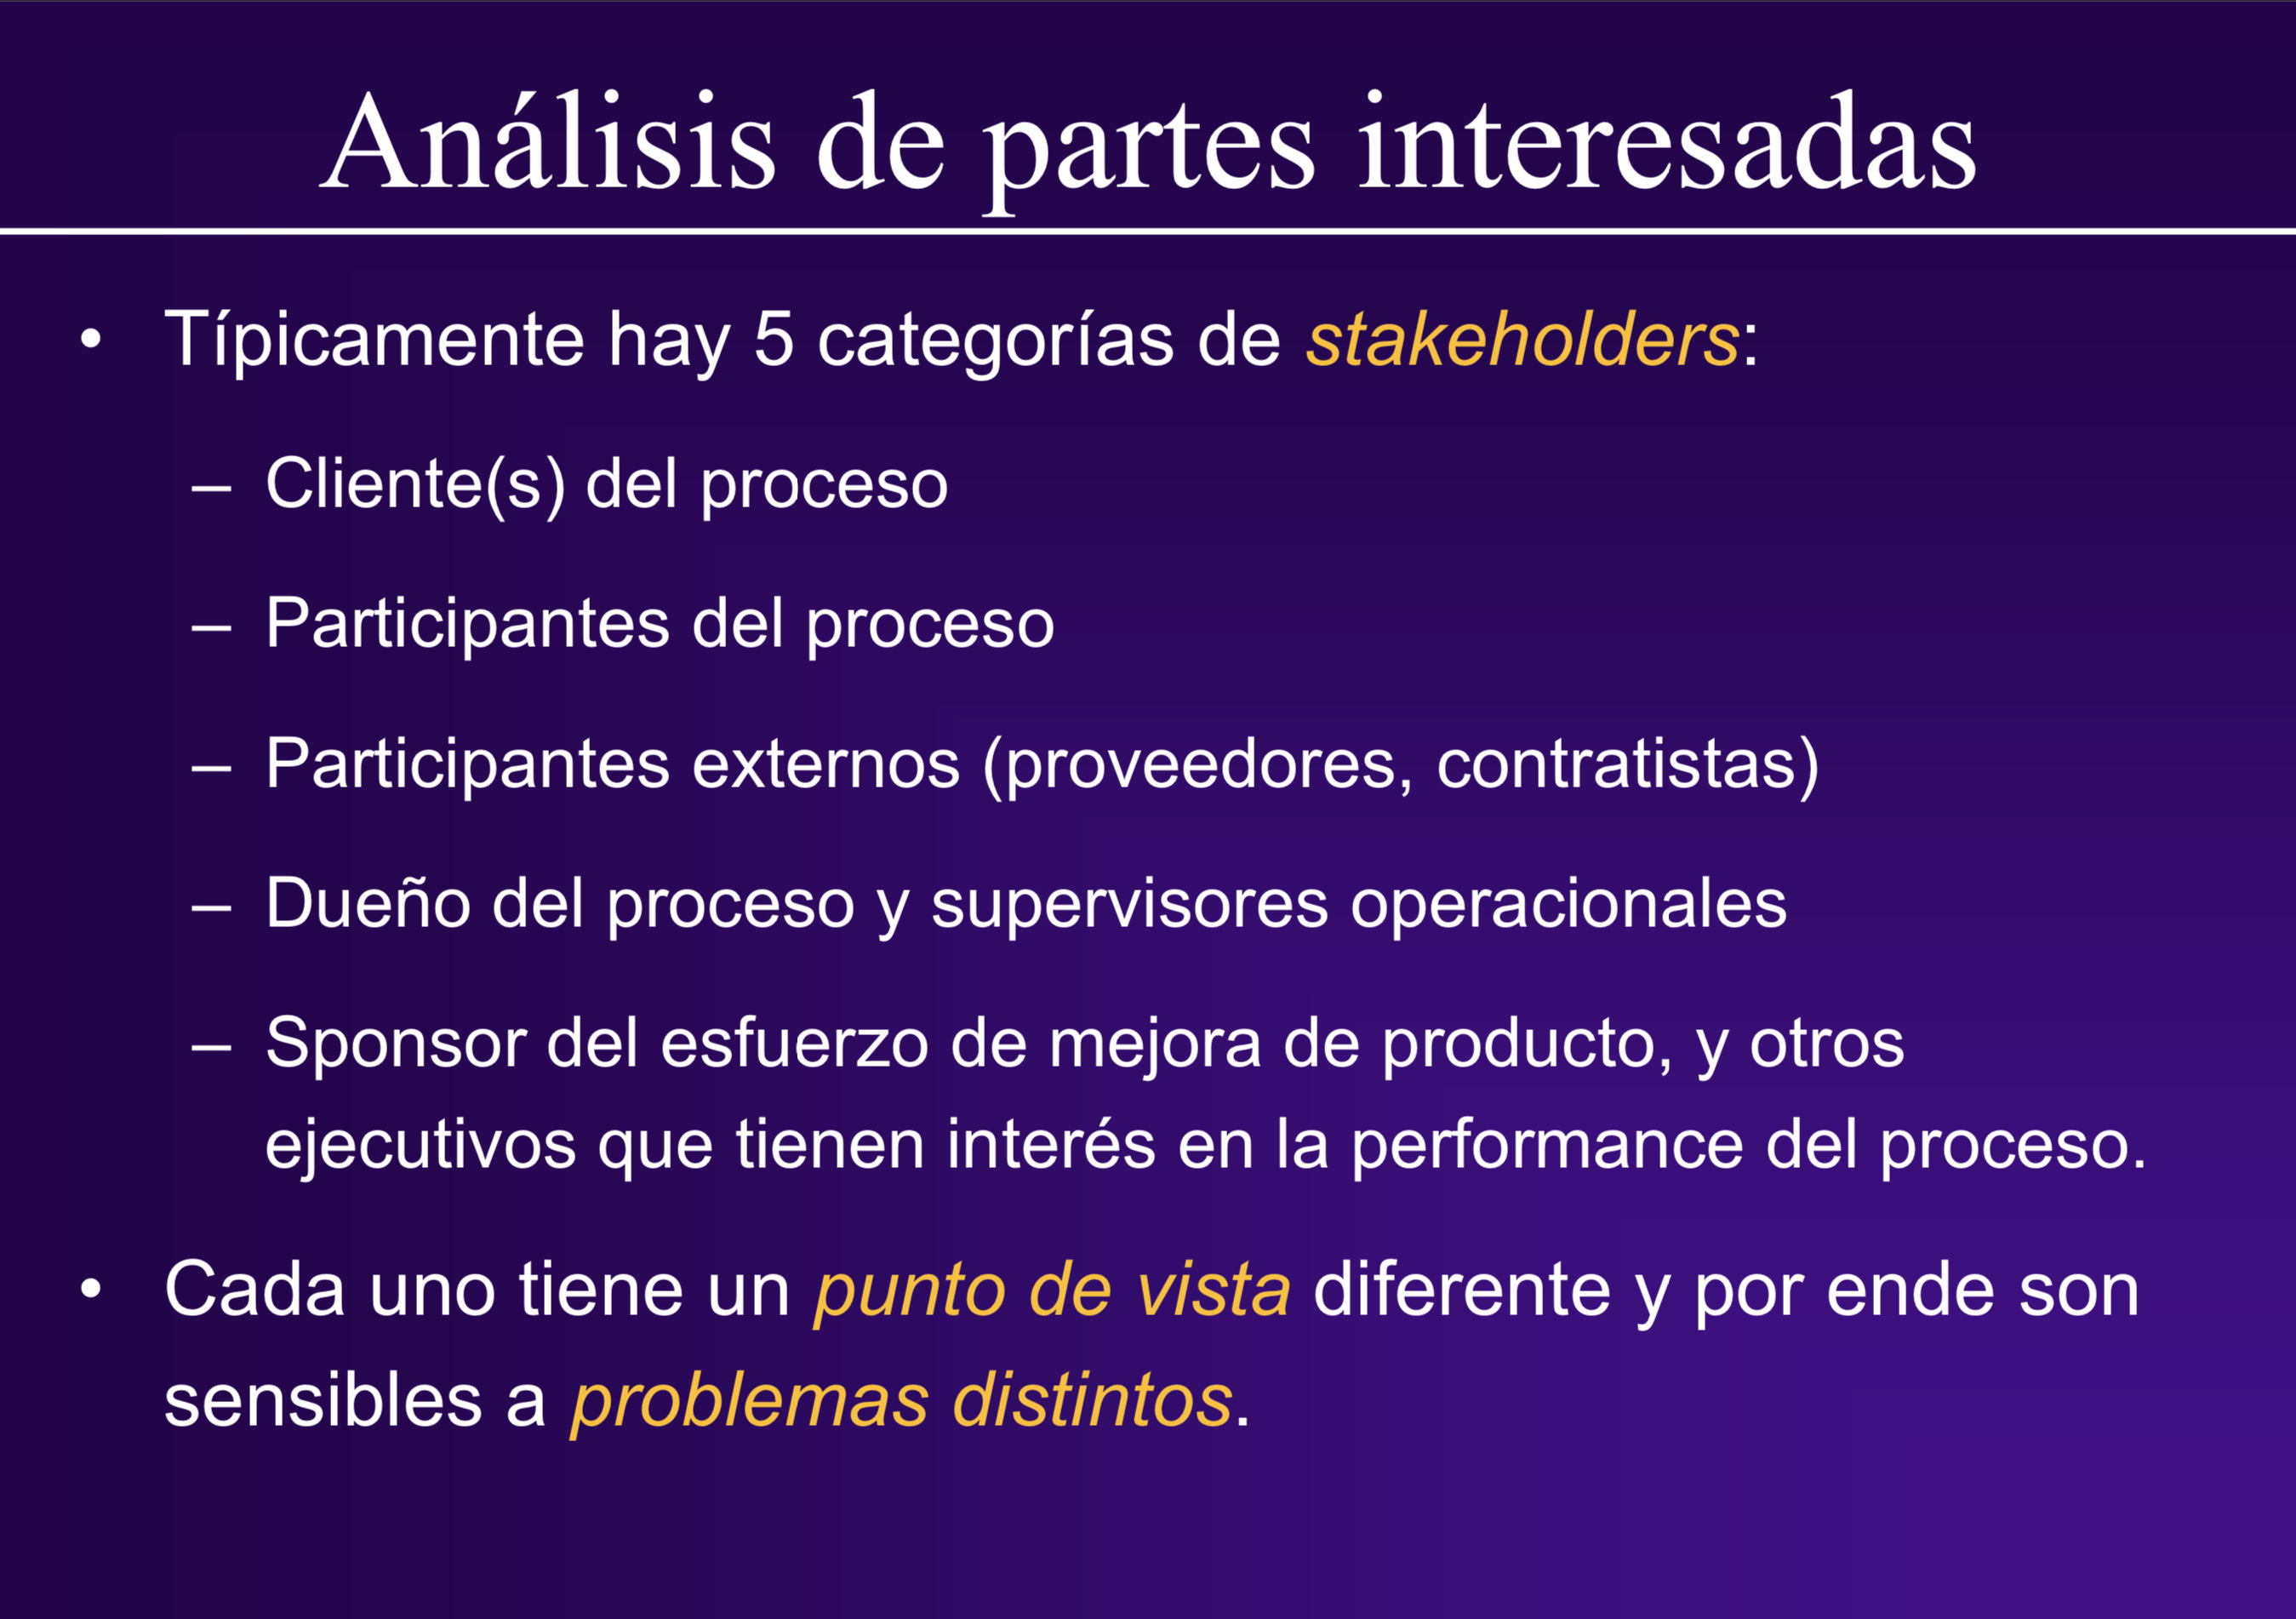 Análisis de partes interesadas
• Típicamente hay 5 categorías de stakeholders:
– Cliente(s) del proceso
– Participantes del proceso
– Participantes externos (proveedores, contratistas)
– Dueño del proceso y supervisores operacionales
– Sponsor del esfuerzo de mejora de producto, y otros
ejecutivos que tienen interés en la performance del proceso.
• Cada uno tiene un punto de vista diferente y por ende son
sensibles a problemas distintos.